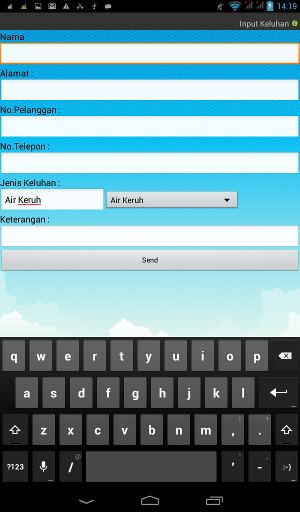 14:19
Input Keluhan
Nama
Alamat :
No.Pelanggan :
No.Telepon :
Jenis Keluhan :
Air Keruh Air Keruh
Keterangan :
Send
q w e r t y u i o p
a s d f g h j k l
z x c v b n m , .
?123 / ' - :-)